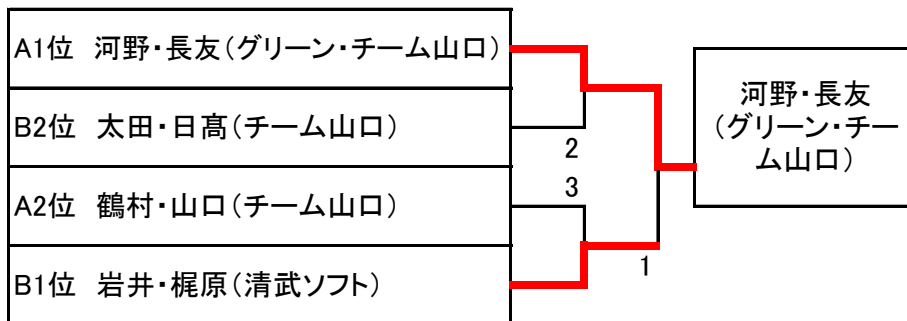 A1位 河野・長友(グリーン・チーム山口)
B2位 太田・日髙(チーム山口)
A2位 鶴村・山口(チーム山口)
B1位 岩井・梶原(清武ソフト)
2
3
1
河野・長友
(グリーン・チー
ム山口)